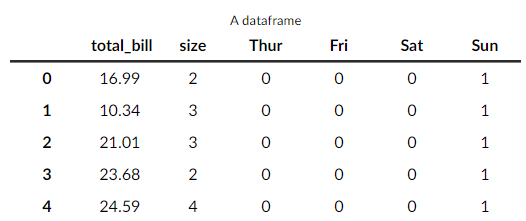 A dataframe
total_bill size Thur Fri Sat Sun
0 16.99 2 0 0 0 1
1 10.34 3 0 0 0 1
2 21.01 3 0 0 0 1
3 23.68 2 0 0 0 1
4 24.59 4 0 0 0 1